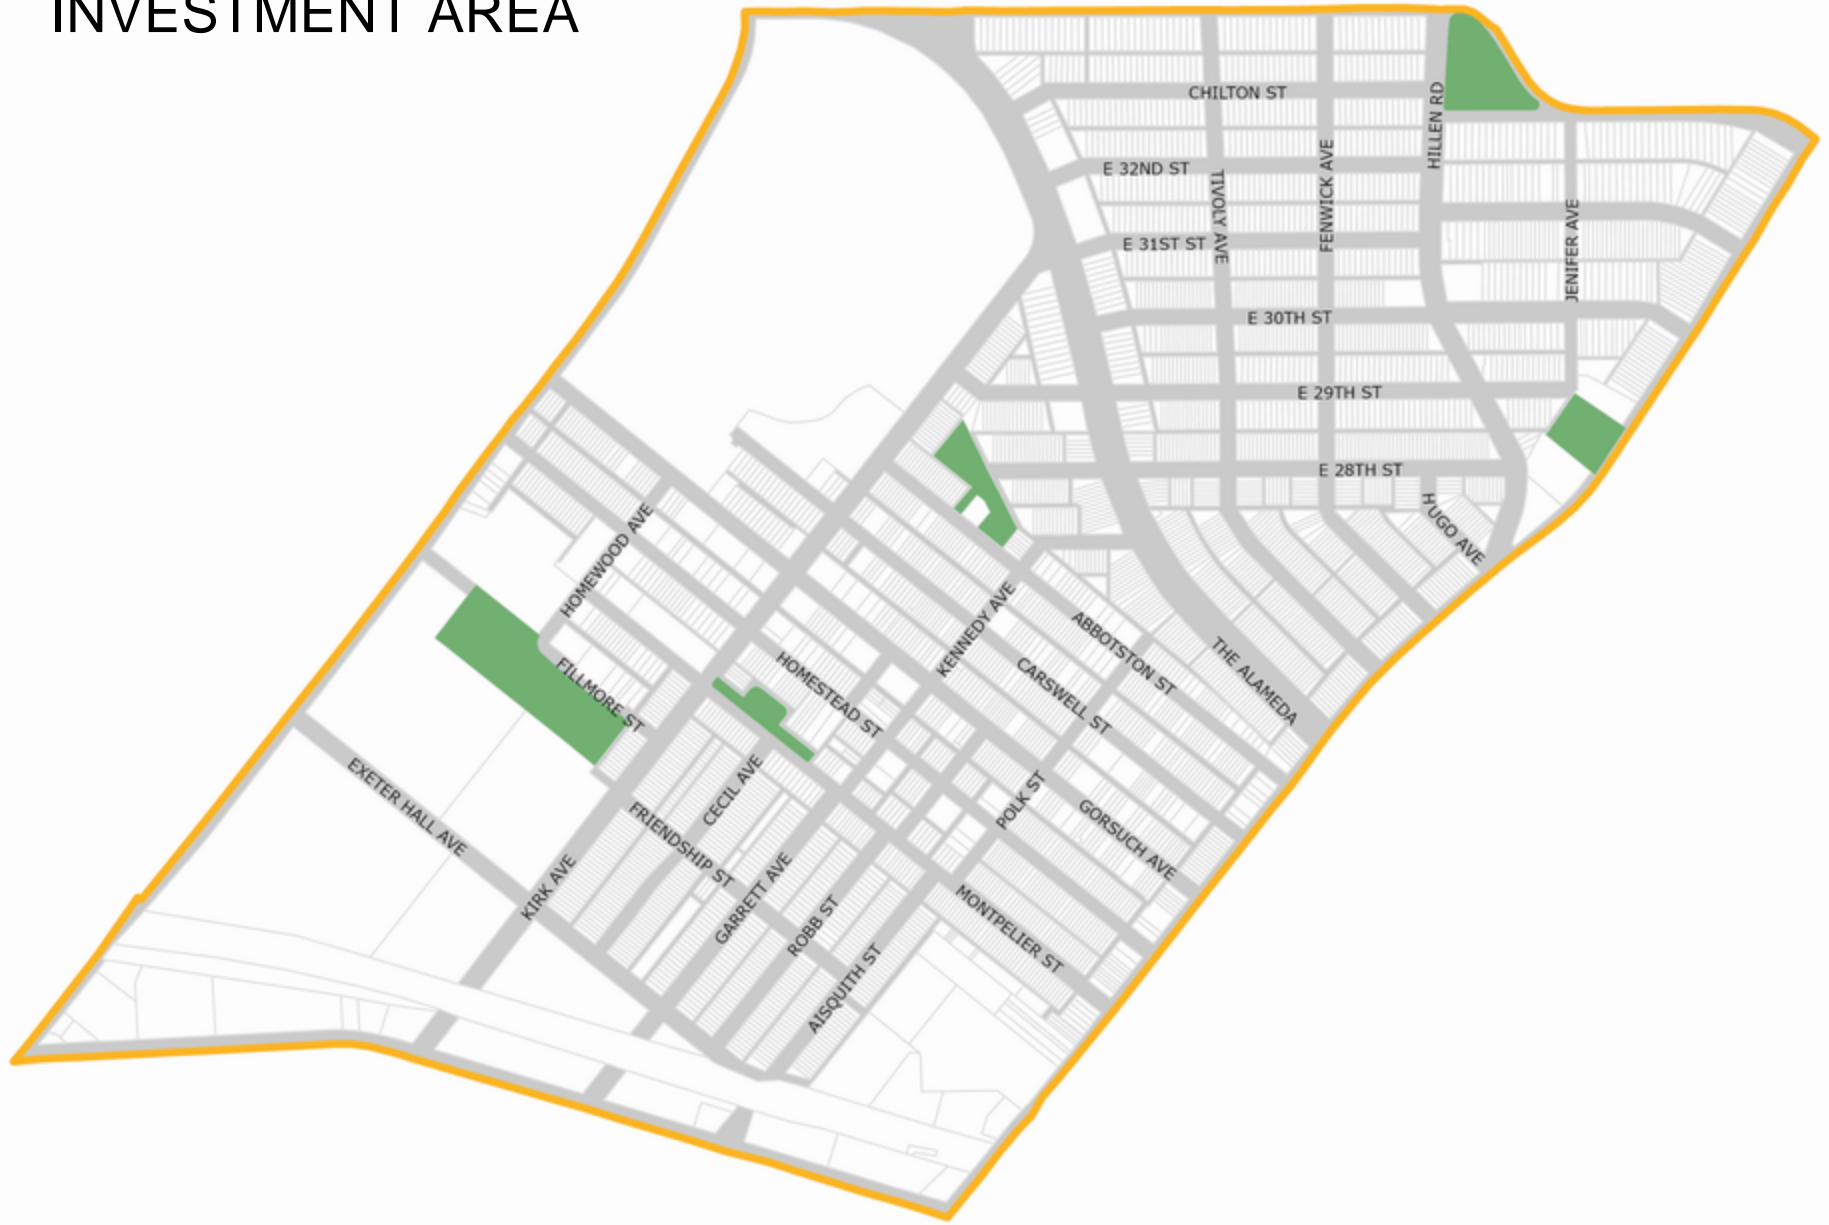 INVESTMENT AREA
CHILTON ST
HILLEN RD
E 32ND ST
TIVOLY AVE
FENWICK AVE
E 31ST ST
JENIFER AVE
E 30TH ST
E 29TH ST
E 28TH ST
HUGO AVE
HOMEWOOD AVE
KENNEDY AVE
ABBOTSTON ST
THE ALAMEDA
CARSWELL ST
HOMESTEAD ST
FILLMORE ST
EXETER HALL AVE
CECIL AVE
POLK ST
GORSUCH AVE
FRIENDSHIP ST
KIRK AVE
GARRETT AVE
ROBB ST
MONTPELIER ST
AISQUITH ST